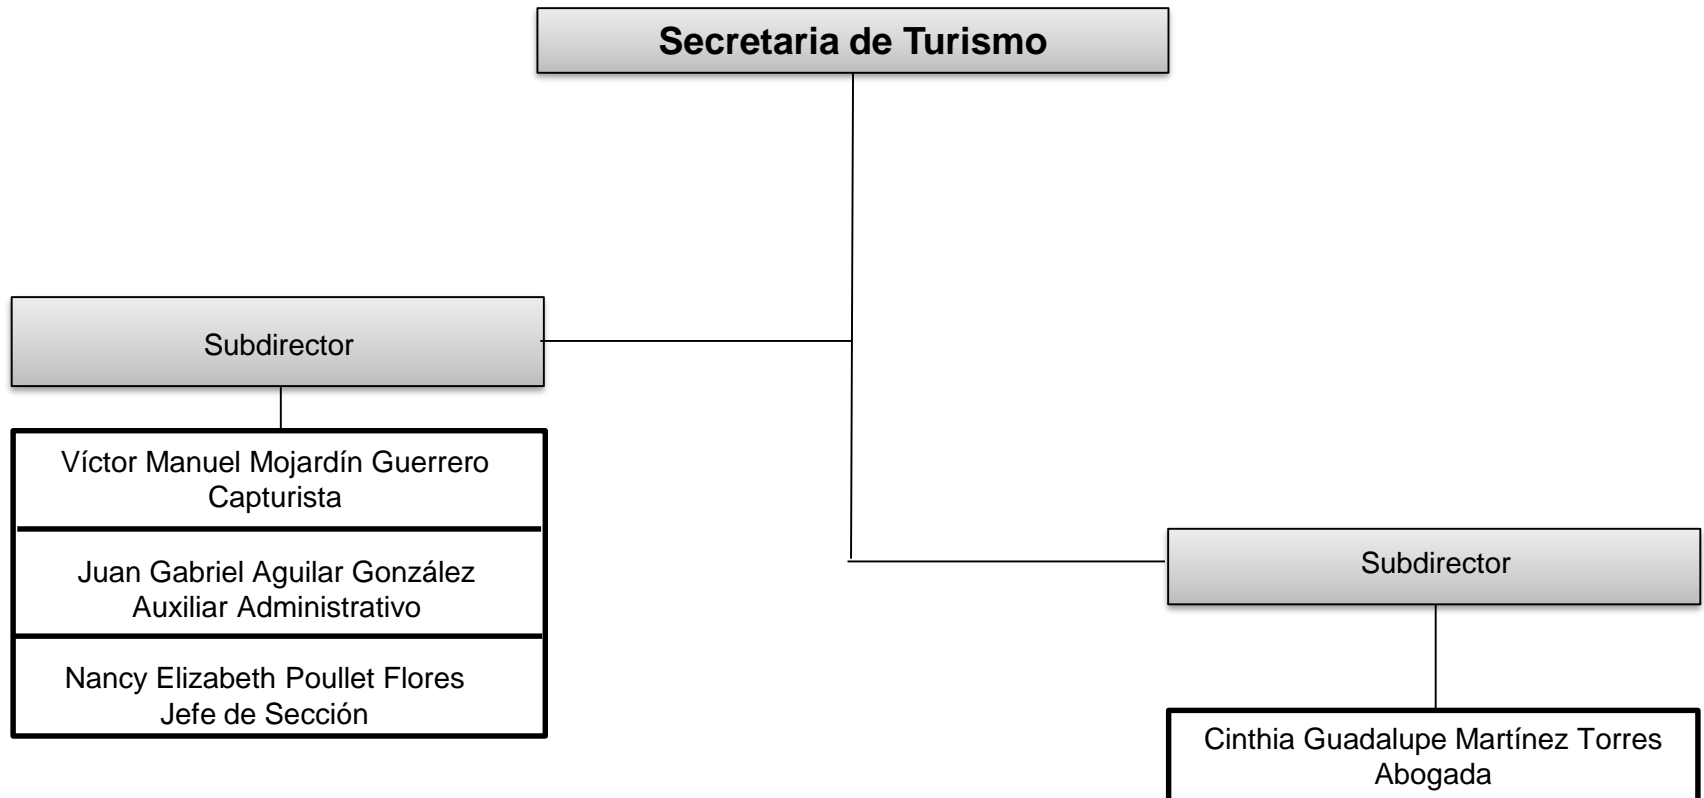 Secretaria de Turismo
Subdirector
Víctor Manuel Mojardín Guerrero
Capturista
Juan Gabriel Aguilar González
Auxiliar Administrativo
Nancy Elizabeth Poullet Flores
Jefe de Sección
Subdirector
Cinthia Guadalupe Martínez Torres
Abogada